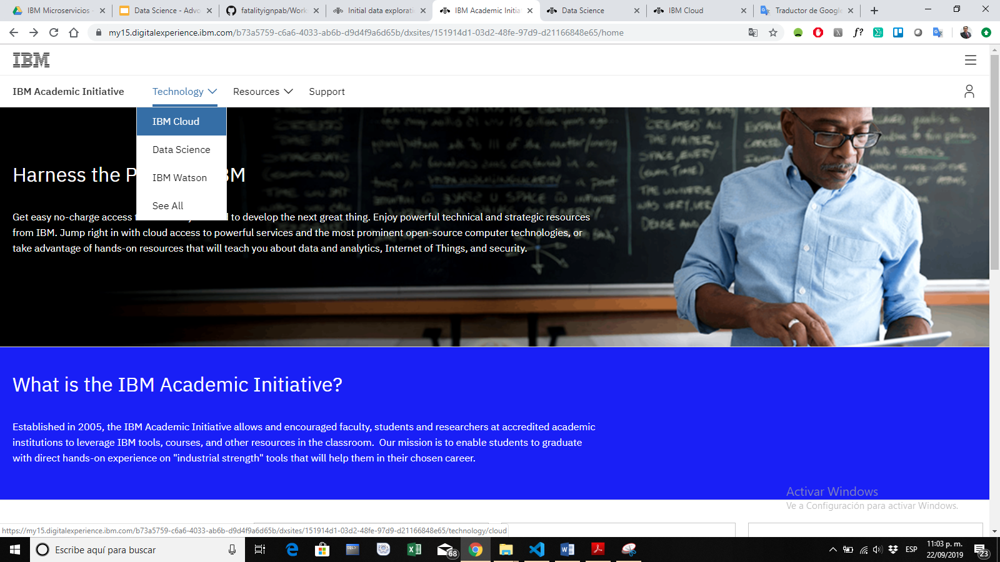 IBM Microservicios -
Data Science - Advo
fatalityignpab/Work
Initial data explorati
IBM Academic Initia
Data Science
IBM Cloud
Traductor de Google
my15.digitalexperience.ibm.com/b73a5759-c6a6-4033-ab6b-d9d4f9a6d65b/dxsites/151914d1-03d2-48fe-97d9-d21166848e65/home
f?
IBM
IBM Academic Initiative
Technology
Resources
Support
IBM Cloud
Data Science
IBM Watson
See All
Harness the P BM
Get easy no-charge access to develop the next great thing. Enjoy powerful technical and strategic resources
from IBM. Jump right in with cloud access to powerful services and the most prominent open-source computer technologies, or
take advantage of hands-on resources that will teach you about data and analytics, Internet of Things, and security.
What is the IBM Academic Initiative?
Established in 2005, the IBM Academic Initiative allows and encouraged faculty, students and researchers at accredited academic
institutions to leverage IBM tools, courses, and other resources in the classroom. Our mission is to enable students to graduate
with direct hands-on experience on "industrial strength" tools that will help them in their chosen career.
Activar Windows
Ve a Configuración para activar Windows.
https://my15.digitalexperience.ibm.com/b73a5759-c6a6-4033-ab6b-d9d4f9a6d65b/dxsites/151914d1-03d2-48fe-97d9-d21166848e65/technology/cloud
Escribe aquí para buscar
68
ESP
11:03 p. m.
22/09/2019
23